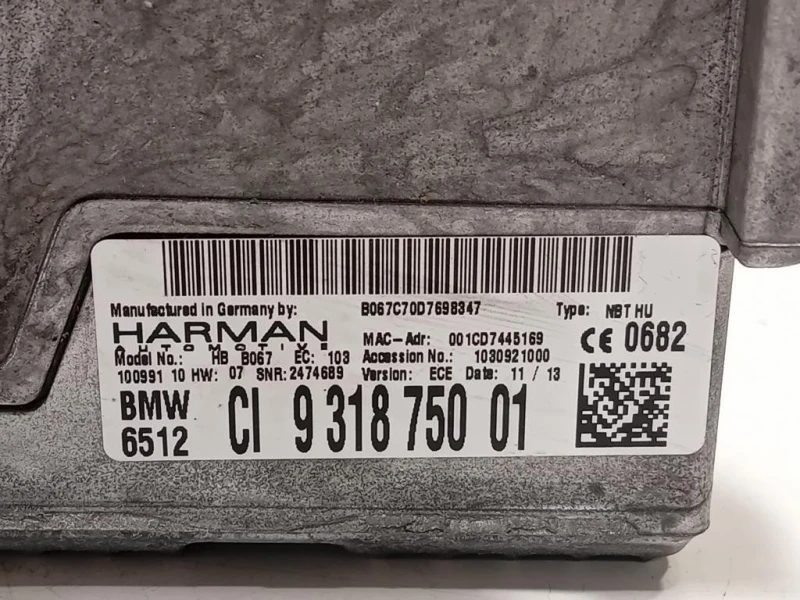 Manufactured in Germany by: B067C70D7698347 Type: NBT HU
HARMAN
AUTOMOTIVE MAC-Adr: 001CD7445169 CE 0682
Model No.: HB B067 EC: 103 Accession No.: 1030921000
100991 10 HW: 07 SNR: 2474689 Version: ECE Date: 11 / 13
BMW CI 9 318 750 01
6512